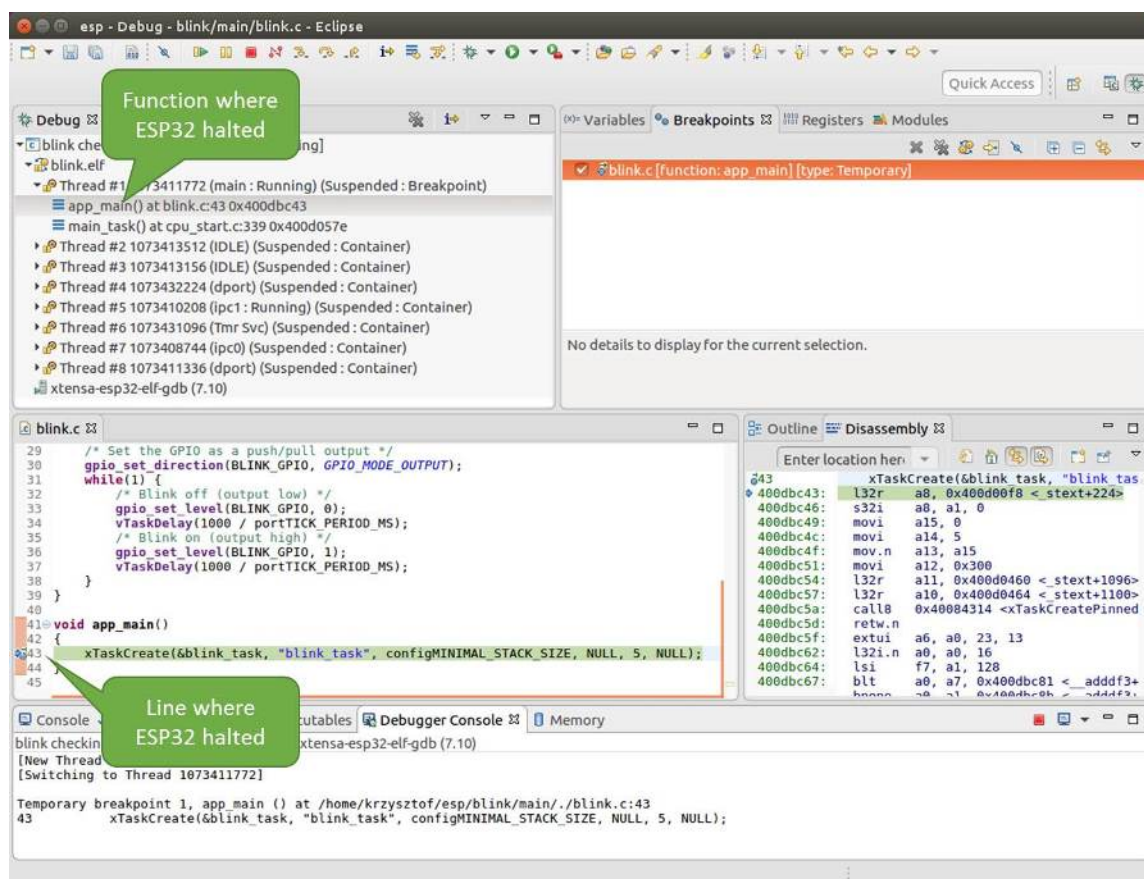 esp - Debug - blink/main/blink.c - Eclipse
Quick Access
Function where
ESP32 halted
Debug
blink che ing]
blink.elf
Thread #1 1073411772 (main : Running) (Suspended : Breakpoint)
app_main() at blink.c:43 0x400dbc43
main_task() at cpu_start.c:339 0x400d057e
Thread #2 1073413512 (IDLE) (Suspended : Container)
Thread #3 1073413156 (IDLE) (Suspended : Container)
Thread #4 1073432224 (dport) (Suspended : Container)
Thread #5 1073410208 (ipc1 : Running) (Suspended : Container)
Thread #6 1073431096 (Tmr Svc) (Suspended : Container)
Thread #7 1073408744 (ipc0) (Suspended : Container)
Thread #8 1073411336 (dport) (Suspended : Container)
xtensa-esp32-elf-gdb (7.10)
(x)= Variables Breakpoints Registers Modules
blink.c [function: app_main] [type: Temporary]
No details to display for the current selection.
blink.c
29 /* Set the GPIO as a push/pull output */
30 gpio_set_direction(BLINK_GPIO, GPIO_MODE_OUTPUT);
31 while(1) {
32 /* Blink off (output low) */
33 gpio_set_level(BLINK_GPIO, 0);
34 vTaskDelay(1000 / portTICK_PERIOD_MS);
35 /* Blink on (output high) */
36 gpio_set_level(BLINK_GPIO, 1);
37 vTaskDelay(1000 / portTICK_PERIOD_MS);
38 }
39 }
40
41 void app_main()
42 {
43 xTaskCreate(&blink_task, "blink_task", configMINIMAL_STACK_SIZE, NULL, 5, NULL);
44
45
Line where
ESP32 halted
Outline Disassembly
Enter location her
43 xTaskCreate(&blink_task, "blink_tas
400dbc43: l32r a8, 0x400d00f8 <_stext+224>
400dbc46: s32i a8, a1, 0
400dbc49: movi a15, 0
400dbc4c: movi a14, 5
400dbc4f: mov.n a13, a15
400dbc51: movi a12, 0x300
400dbc54: l32r a11, 0x400d0460 <_stext+1096>
400dbc57: l32r a10, 0x400d0464 <_stext+1100>
400dbc5a: call8 0x40084314 <xTaskCreatePinned
400dbc5d: retw.n
400dbc5f: extui a6, a0, 23, 13
400dbc62: l32i.n a0, a0, 16
400dbc64: lsi f7, a1, 128
400dbc67: blt a0, a7, 0x400dbc81 <__adddf3+
Console cutables Debugger Console Memory
blink checkin xtensa-esp32-elf-gdb (7.10)
[New Thread
[Switching to Thread 1073411772]
Temporary breakpoint 1, app_main () at /home/krzysztof/esp/blink/main/./blink.c:43
43 xTaskCreate(&blink_task, "blink_task", configMINIMAL_STACK_SIZE, NULL, 5, NULL);